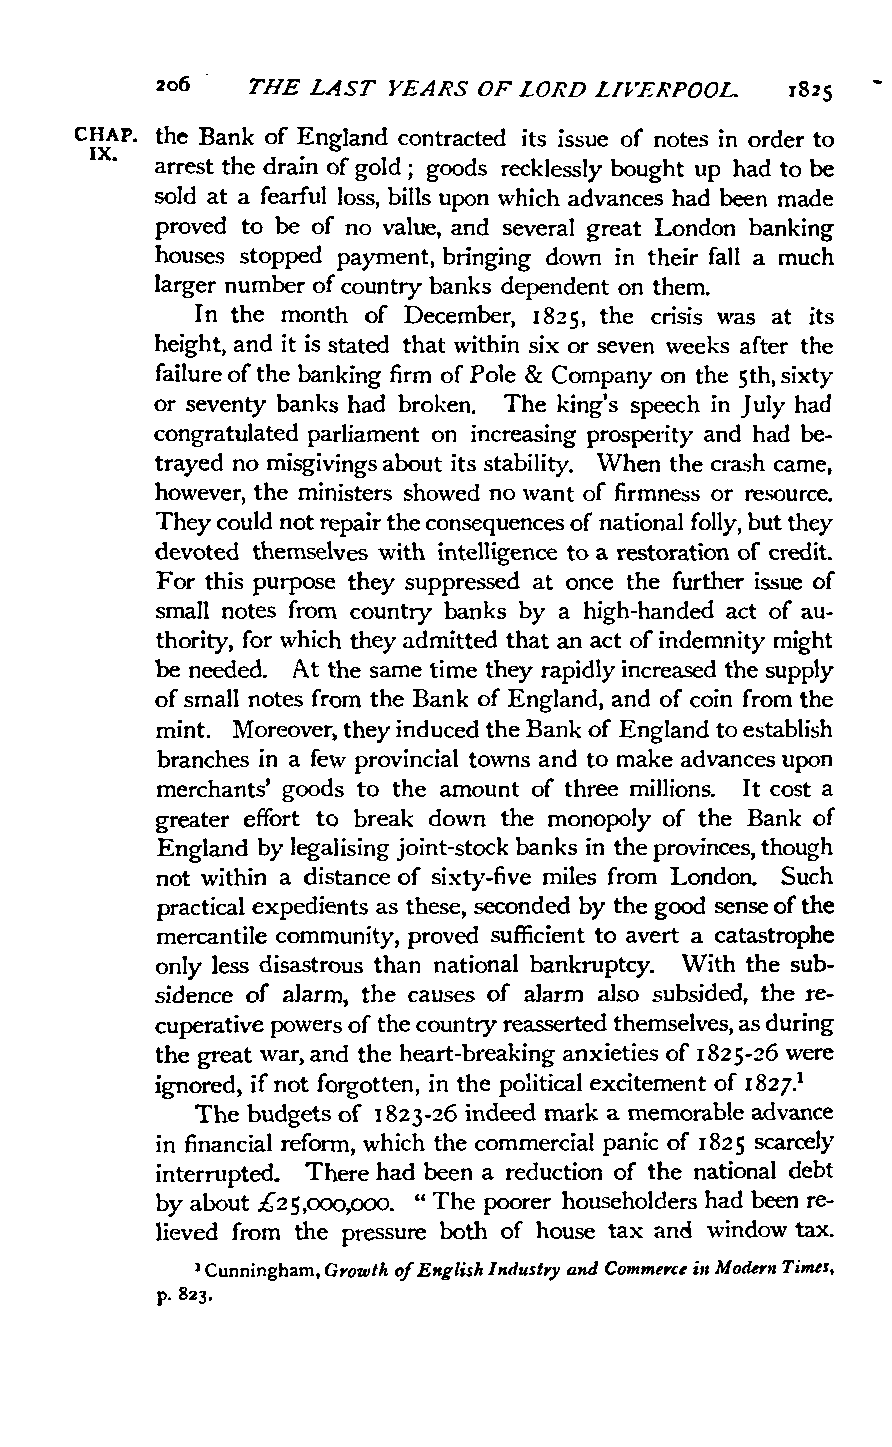 206 THE LAST YEARS OF LORD LIVERPOOL. 1825
CHAP. IX.
the Bank of England contracted its issue of notes in order to
arrest the drain of gold ; goods recklessly bought up had to be
sold at a fearful loss, bills upon which advances had been made
proved to be of no value, and several great London banking
houses stopped payment, bringing down in their fall a much
larger number of country banks dependent on them.
In the month of December, 1825, the crisis was at its
height, and it is stated that within six or seven weeks after the
failure of the banking firm of Pole & Company on the 5th, sixty
or seventy banks had broken. The king's speech in July had
congratulated parliament on increasing prosperity and had be-
trayed no misgivings about its stability. When the crash came,
however, the ministers showed no want of firmness or resource.
They could not repair the consequences of national folly, but they
devoted themselves with intelligence to a restoration of credit.
For this purpose they suppressed at once the further issue of
small notes from country banks by a high-handed act of au-
thority, for which they admitted that an act of indemnity might
be needed. At the same time they rapidly increased the supply
of small notes from the Bank of England, and of coin from the
mint. Moreover, they induced the Bank of England to establish
branches in a few provincial towns and to make advances upon
merchants' goods to the amount of three millions. It cost a
greater effort to break down the monopoly of the Bank of
England by legalising joint-stock banks in the provinces, though
not within a distance of sixty-five miles from London. Such
practical expedients as these, seconded by the good sense of the
mercantile community, proved sufficient to avert a catastrophe
only less disastrous than national bankruptcy. With the sub-
sidence of alarm, the causes of alarm also subsided, the re-
cuperative powers of the country reasserted themselves, as during
the great war, and the heart-breaking anxieties of 1825-26 were
ignored, if not forgotten, in the political excitement of 1827.¹
The budgets of 1823-26 indeed mark a memorable advance
in financial reform, which the commercial panic of 1825 scarcely
interrupted. There had been a reduction of the national debt
by about £25,000,000. " The poorer householders had been re-
lieved from the pressure both of house tax and window tax.
¹ Cunningham, Growth of English Industry and Commerce in Modern Times,
p. 823.